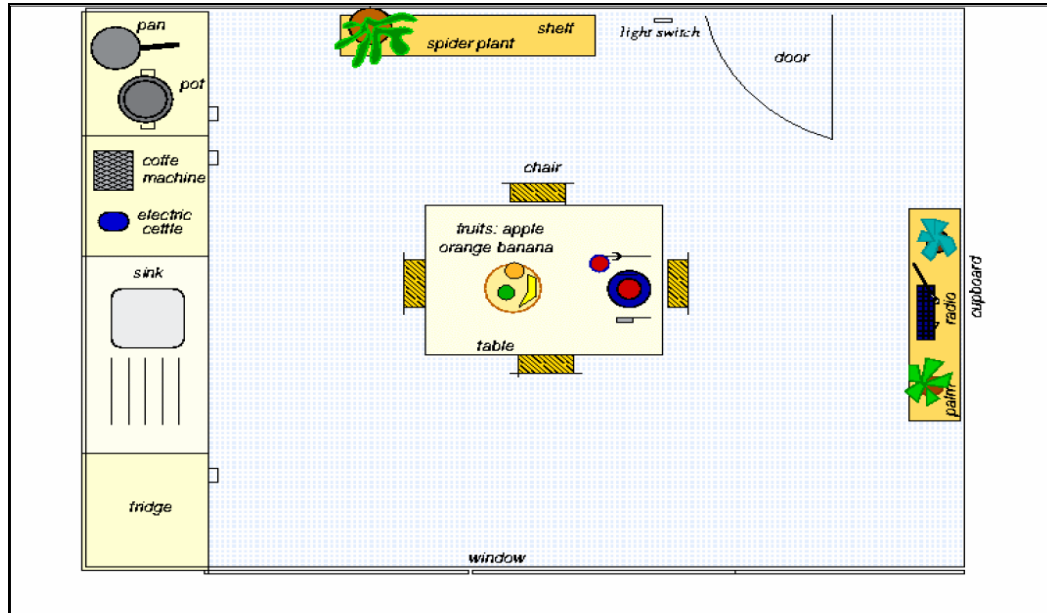 pan
pot
coffe
machine
electric
cettle
sink
fridge
shelf
spider plant
light switch
door
chair
fruits: apple
orange banana
table
radio
palm
cupboard
window